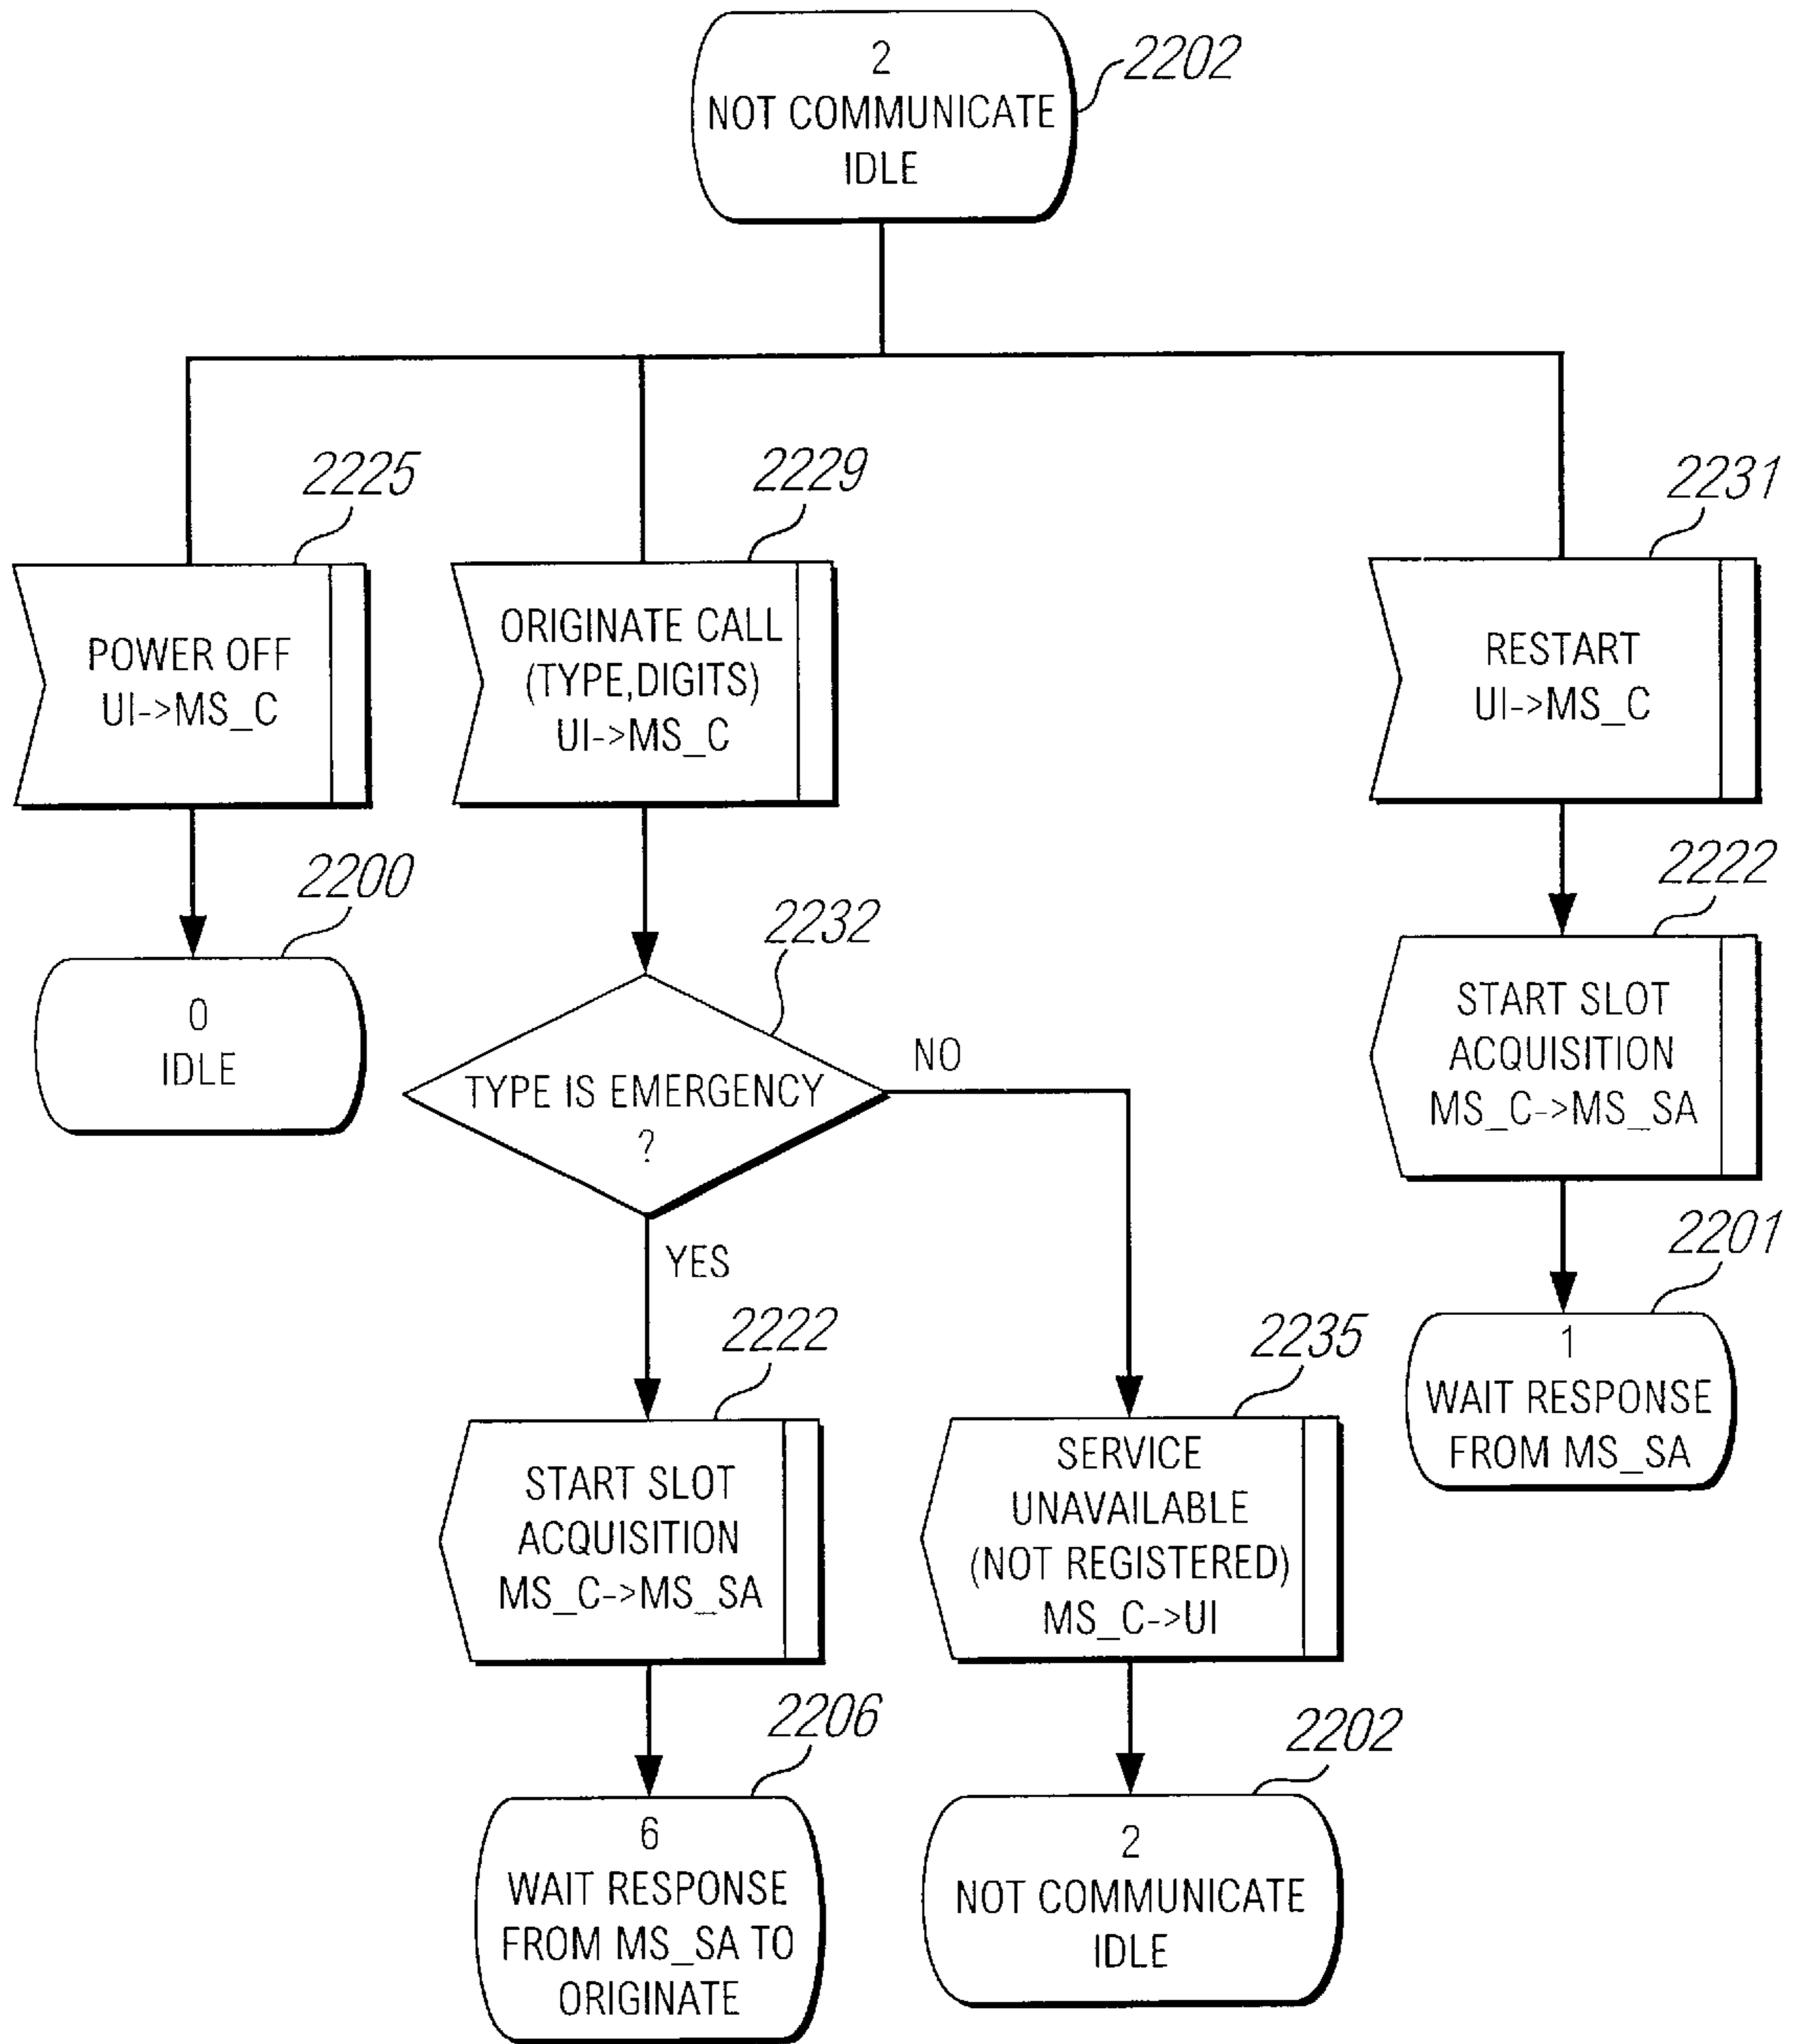 2
NOT COMMUNICATE
IDLE
2202
2225
POWER OFF
UI->MS_C
2200
0
IDLE
2229
ORIGINATE CALL
(TYPE,DIGITS)
UI->MS_C
2232
TYPE IS EMERGENCY
?
NO
YES
2222
START SLOT
ACQUISITION
MS_C->MS_SA
2206
6
WAIT RESPONSE
FROM MS_SA TO
ORIGINATE
2235
SERVICE
UNAVAILABLE
(NOT REGISTERED)
MS_C->UI
2202
2
NOT COMMUNICATE
IDLE
2231
RESTART
UI->MS_C
2222
START SLOT
ACQUISITION
MS_C->MS_SA
2201
1
WAIT RESPONSE
FROM MS_SA